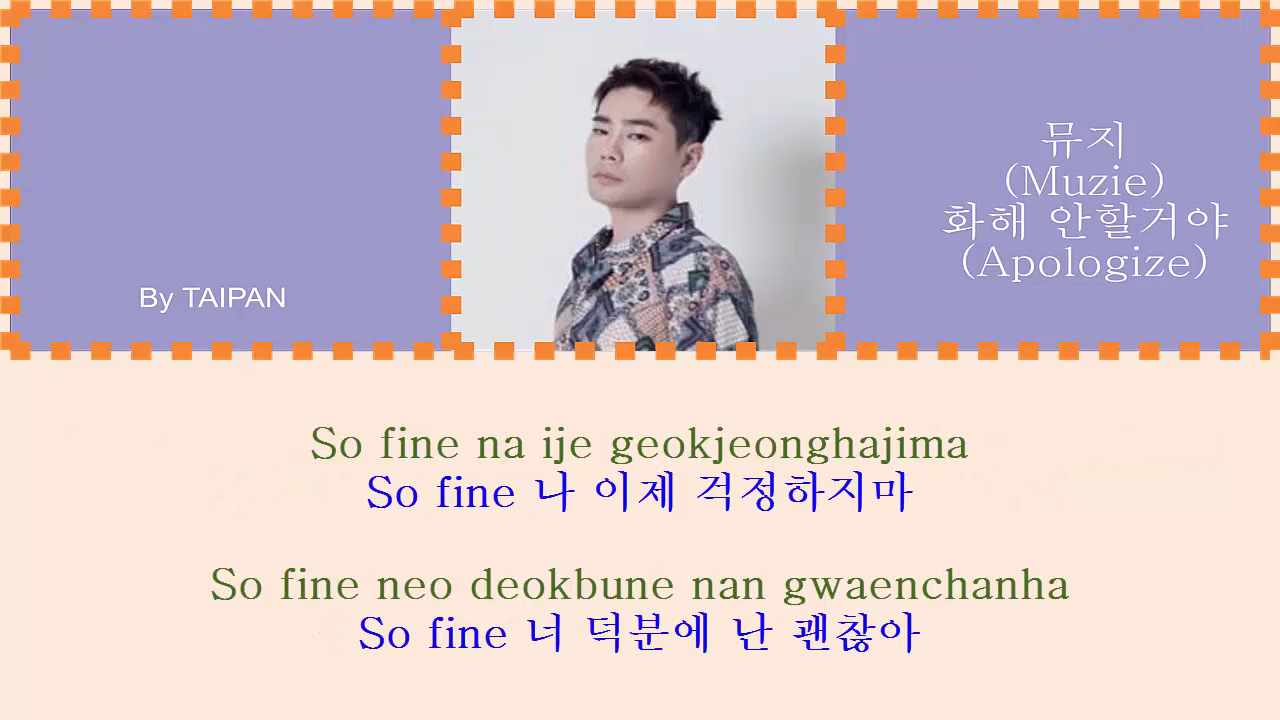 By TAIPAN
뮤지
(Muzie)
화해 안할거야
(Apologize)
So fine na ije geokjeonghajima
So fine 나 이제 걱정하지마
So fine neo deokbune nan gwaenchanha
So fine 너 덕분에 난 괜찮아